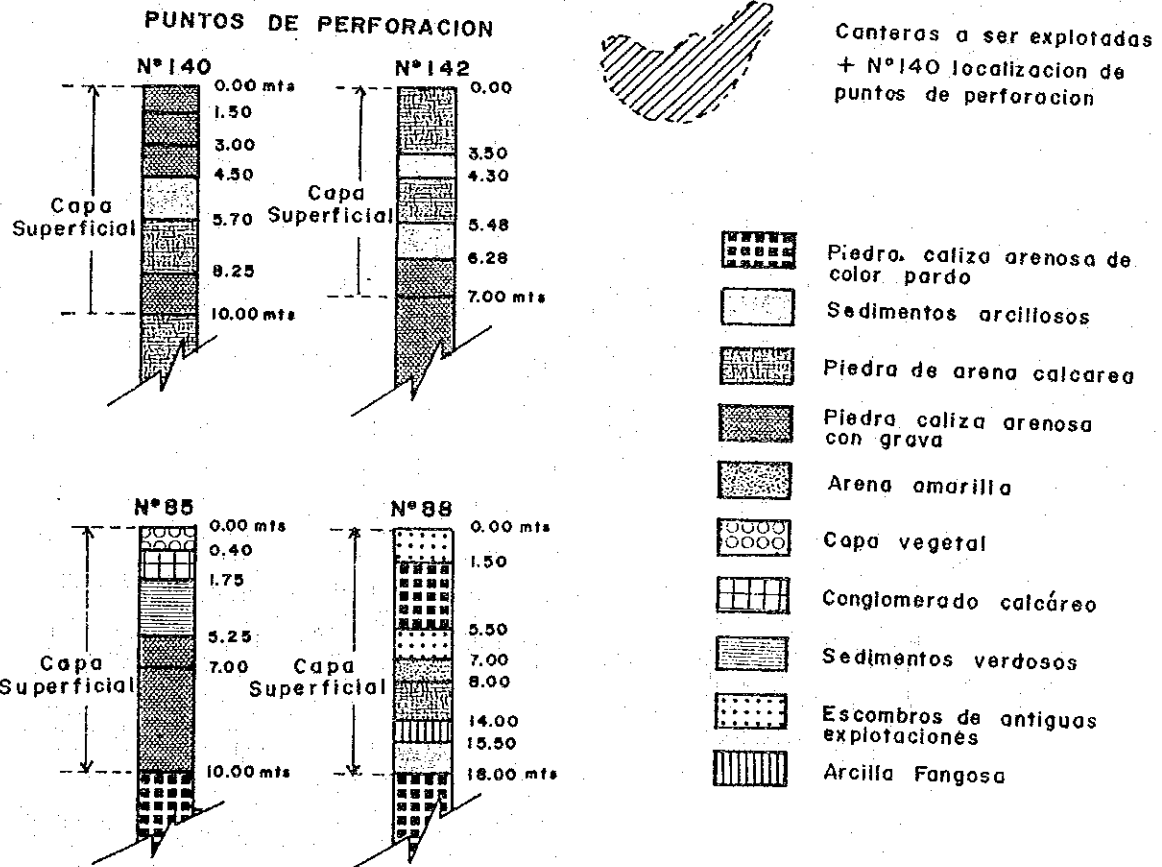 PUNTOS DE PERFORACION
Nº140
0.00 mts
1.50
3.00
4.50
5.70
8.25
10.00 mts
Capa
Superficial
Nº142
0.00
3.50
4.30
5.48
6.28
7.00 mts
Capa
Superficial
Canteras a ser explotadas
+ Nº140 localizacion de
puntos de perforacion
Nº85
0.00 mts
0.40
1.75
5.25
7.00
10.00 mts
Capa
Superficial
Nº88
0.00 mts
1.50
5.50
7.00
8.00
14.00
15.50
18.00 mts
Capa
Superficial
Piedra. caliza arenosa de
color pardo
Sedimentos arcillosos
Piedra de arena calcarea
Piedra caliza arenosa
con grava
Arena amarilla
Capa vegetal
Conglomerado calcáreo
Sedimentos verdosos
Escombros de antiguas
explotaciones
Arcilla Fangosa